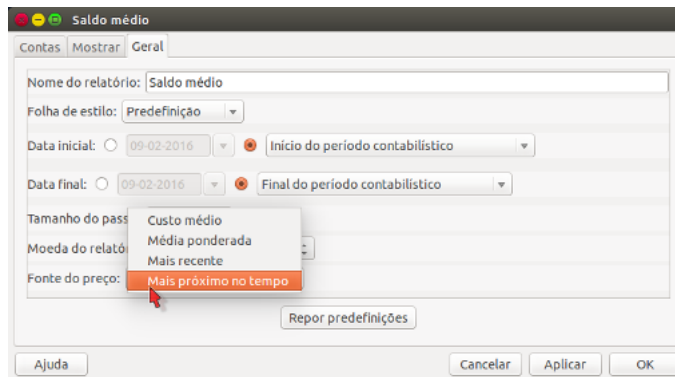 Saldo médio
Contas Mostrar Geral
Nome do relatório: Saldo médio
Folha de estilo: Predefinição
Data inicial: 09-02-2016 Início do período contabilístico
Data final: 09-02-2016 Final do período contabilístico
Tamanho do pass
Custo médio
Média ponderada
Moeda do relató
Mais recente
Fonte do preço: Mais próximo no tempo
Repor predefinições
Ajuda Cancelar Aplicar OK